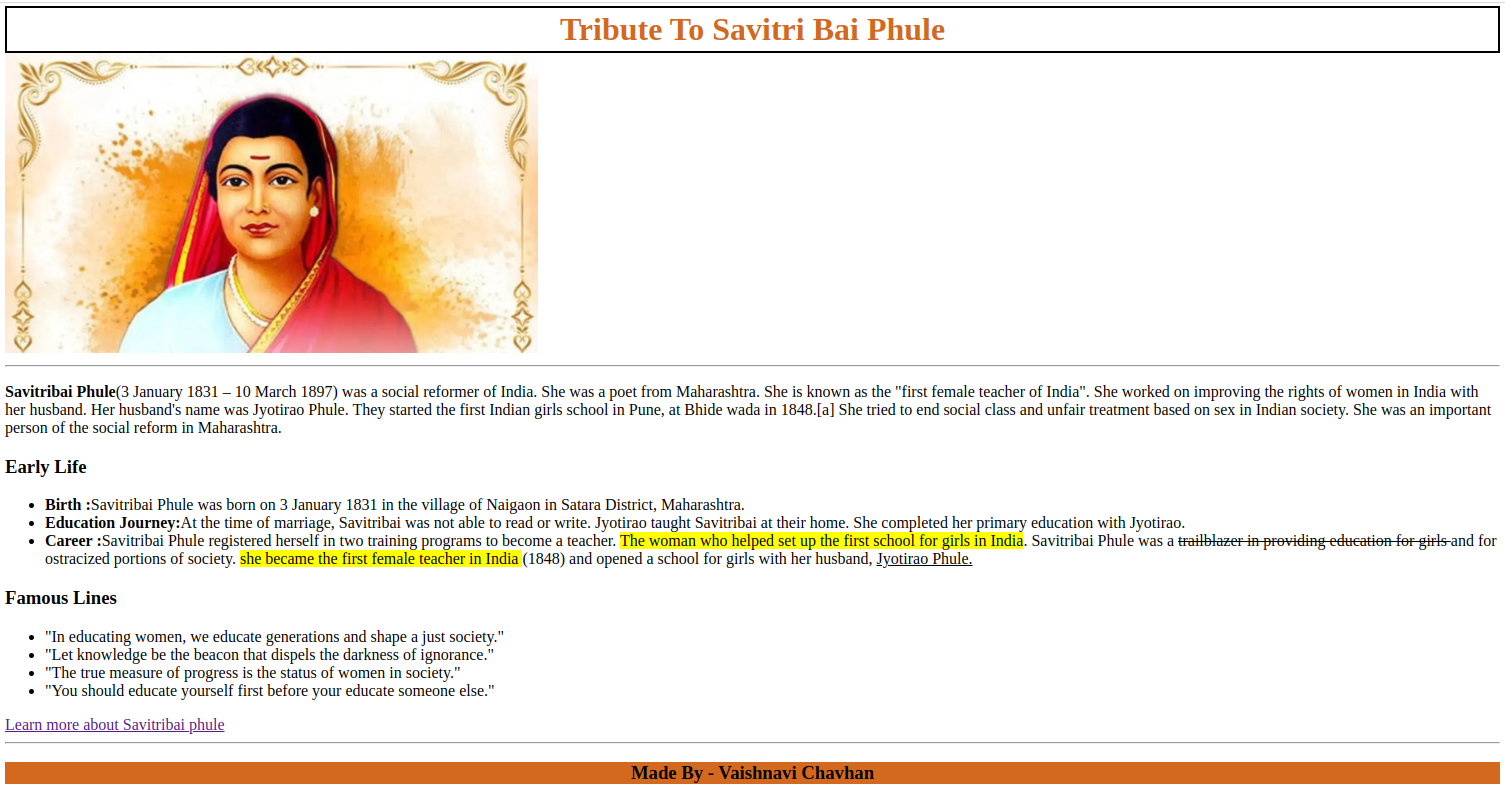 Tribute To Savitri Bai Phule
Savitribai Phule(3 January 1831 – 10 March 1897) was a social reformer of India. She was a poet from Maharashtra. She is known as the "first female teacher of India". She worked on improving the rights of women in India with
her husband. Her husband's name was Jyotirao Phule. They started the first Indian girls school in Pune, at Bhide wada in 1848.[a] She tried to end social class and unfair treatment based on sex in Indian society. She was an important
person of the social reform in Maharashtra.
Early Life
• Birth :Savitribai Phule was born on 3 January 1831 in the village of Naigaon in Satara District, Maharashtra.
• Education Journey:At the time of marriage, Savitribai was not able to read or write. Jyotirao taught Savitribai at their home. She completed her primary education with Jyotirao.
• Career :Savitribai Phule registered herself in two training programs to become a teacher. The woman who helped set up the first school for girls in India. Savitribai Phule was a trailblazer in providing education for girls and for
ostracized portions of society. she became the first female teacher in India (1848) and opened a school for girls with her husband, Jyotirao Phule.
Famous Lines
• "In educating women, we educate generations and shape a just society."
• "Let knowledge be the beacon that dispels the darkness of ignorance."
• "The true measure of progress is the status of women in society."
• "You should educate yourself first before your educate someone else."
Learn more about Savitribai phule
Made By - Vaishnavi Chavhan